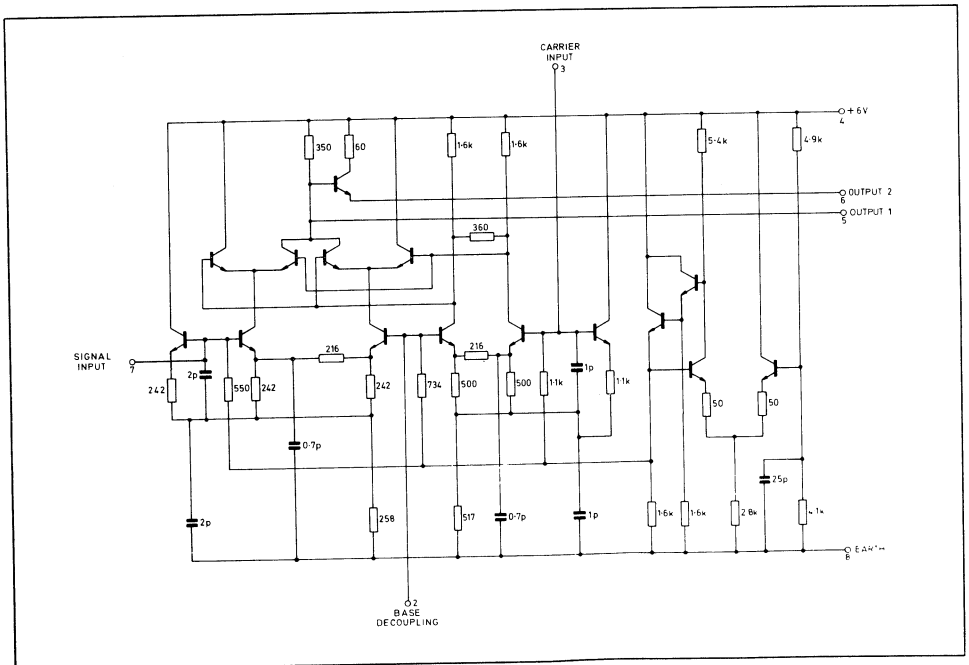 CARRIER
INPUT
3
+6V
4
350
60
1·6k
1·6k
5·4k
4·9k
OUTPUT 2
6
OUTPUT 1
5
360
SIGNAL
INPUT
7
2p
216
216
1p
242
550
242
242
734
500
500
1·1k
1·1k
50
50
0·7p
25p
2p
258
517
0·7p
1p
1·6k
1·6k
2·8k
4·1k
EARTH
8
2
BASE
DECOUPLING